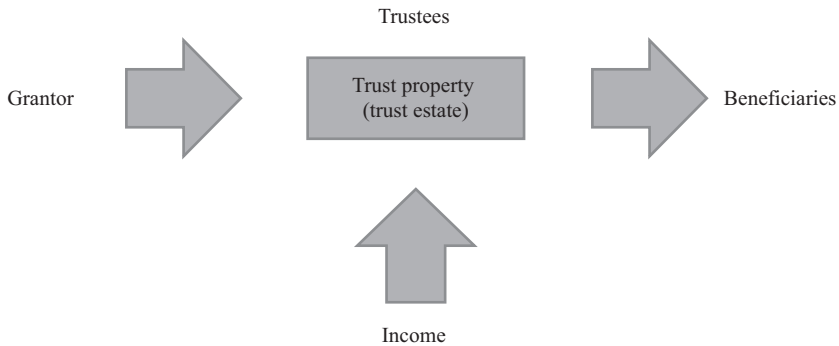 Trustees
Grantor
Trust property
(trust estate)
Beneficiaries
Income